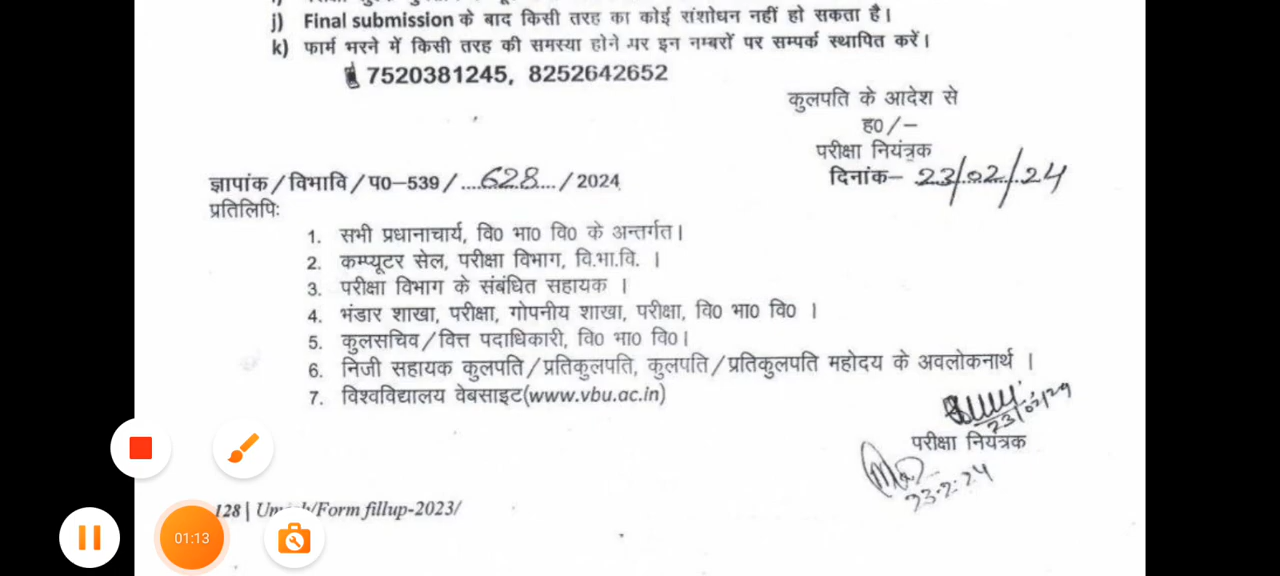 j) Final submission के बाद किसी तरह का कोई संशोधन नहीं हो सकता है।
k) फार्म भरने में किसी तरह की समस्या होने पर इन नम्बरों पर सम्पर्क स्थापित करें।
7520381245, 8252642652
कुलपति के आदेश से
ह0/–
परीक्षा नियंत्रक
दिनांक– 23/02/24
ज्ञापांक/विभावि/प0–539/....628..../2024
प्रतिलिपिः
1. सभी प्रधानाचार्य, वि0 भा0 वि0 के अन्तर्गत।
2. कम्प्यूटर सेल, परीक्षा विभाग, वि.भा.वि. ।
3. परीक्षा विभाग के संबंधित सहायक ।
4. भंडार शाखा, परीक्षा, गोपनीय शाखा, परीक्षा, वि0 भा0 वि0 ।
5. कुलसचिव/वित्त पदाधिकारी, वि0 भा0 वि0।
6. निजी सहायक कुलपति/प्रतिकुलपति, कुलपति/प्रतिकुलपति महोदय के अवलोकनार्थ ।
7. विश्वविद्यालय वेबसाइट(www.vbu.ac.in)
परीक्षा नियंत्रक
23.2.24
128| /Form fillup-2023/
01:13